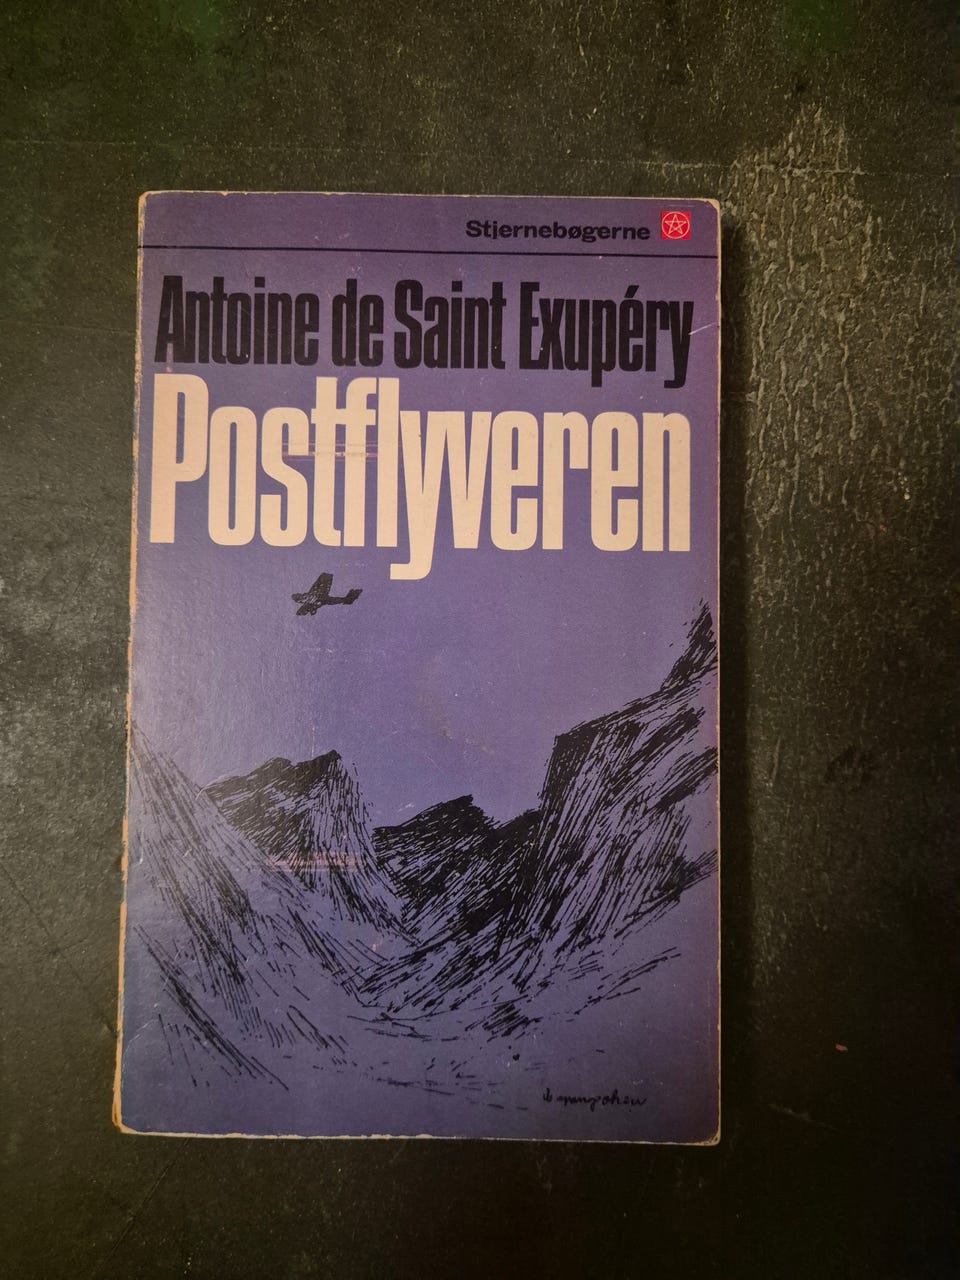 Stjernebøgerne
Antoine de Saint Exupéry
Postflyveren